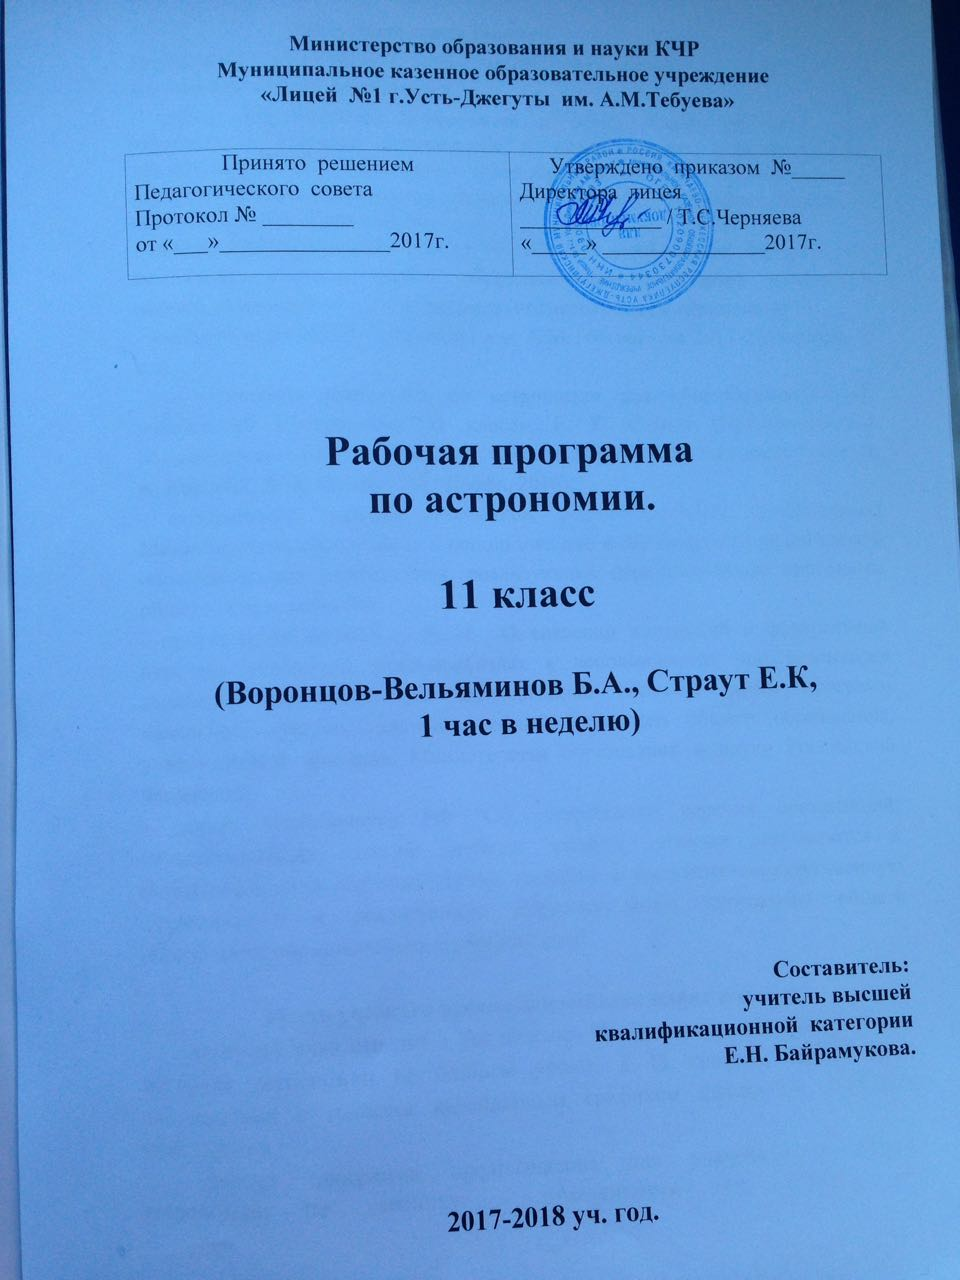 Министерство образования и науки КЧР
Муниципальное казенное образовательное учреждение
«Лицей №1 г.Усть-Джегуты им. А.М.Тебуева»
Принято решением
Педагогического совета
Протокол № ________
от «___»_______________2017г.
Утверждено приказом №_____
Директора лицея
____________ / Т.С.Черняева
«_____» ______________2017г.
Рабочая программа
по астрономии.
11 класс
(Воронцов-Вельяминов Б.А., Страут Е.К,
1 час в неделю)
Составитель:
учитель высшей
квалификационной категории
Е.Н. Байрамукова.
2017-2018 уч. год.